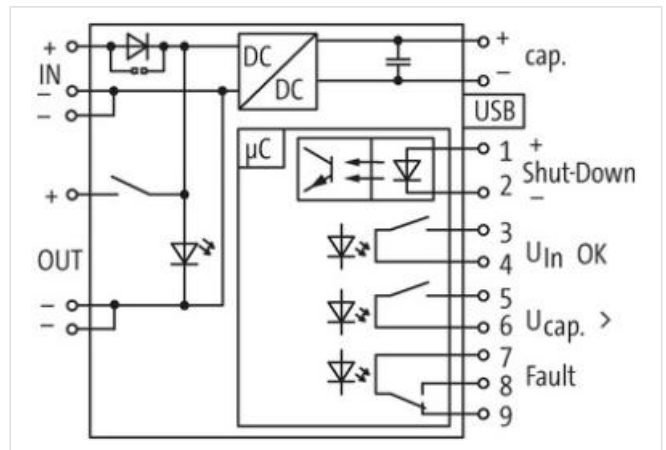 +
IN
−
−
+
OUT
−
−
DC
DC
+
cap.
−
USB
µC
1 +
Shut-Down
2 −
3
UIn OK
4
5
Ucap. >
6
7
8 Fault
9